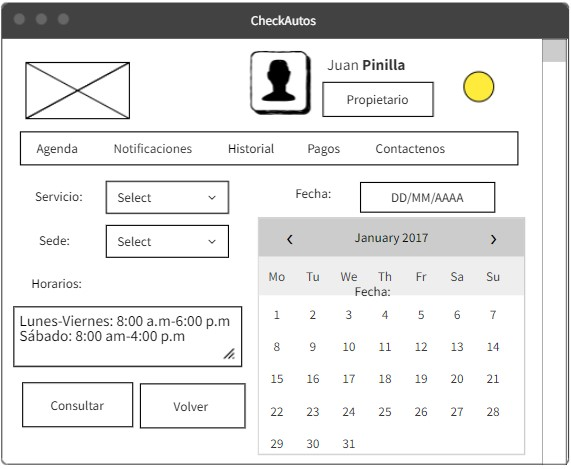 CheckAutos
Juan Pinilla
Propietario
Agenda Notificaciones Historial Pagos Contactenos
Servicio: Select Fecha: DD/MM/AAAA
Sede: Select
January 2017
Horarios:
Mo Tu We Th Fr Sa Su
Fecha:
Lunes-Viernes: 8:00 a.m-6:00 p.m
Sábado: 8:00 am-4:00 p.m
1 2 3 4 5 6 7
8 9 10 11 12 13 14
15 16 17 18 19 20 21
22 23 24 25 26 27 28
29 30 31
Consultar Volver